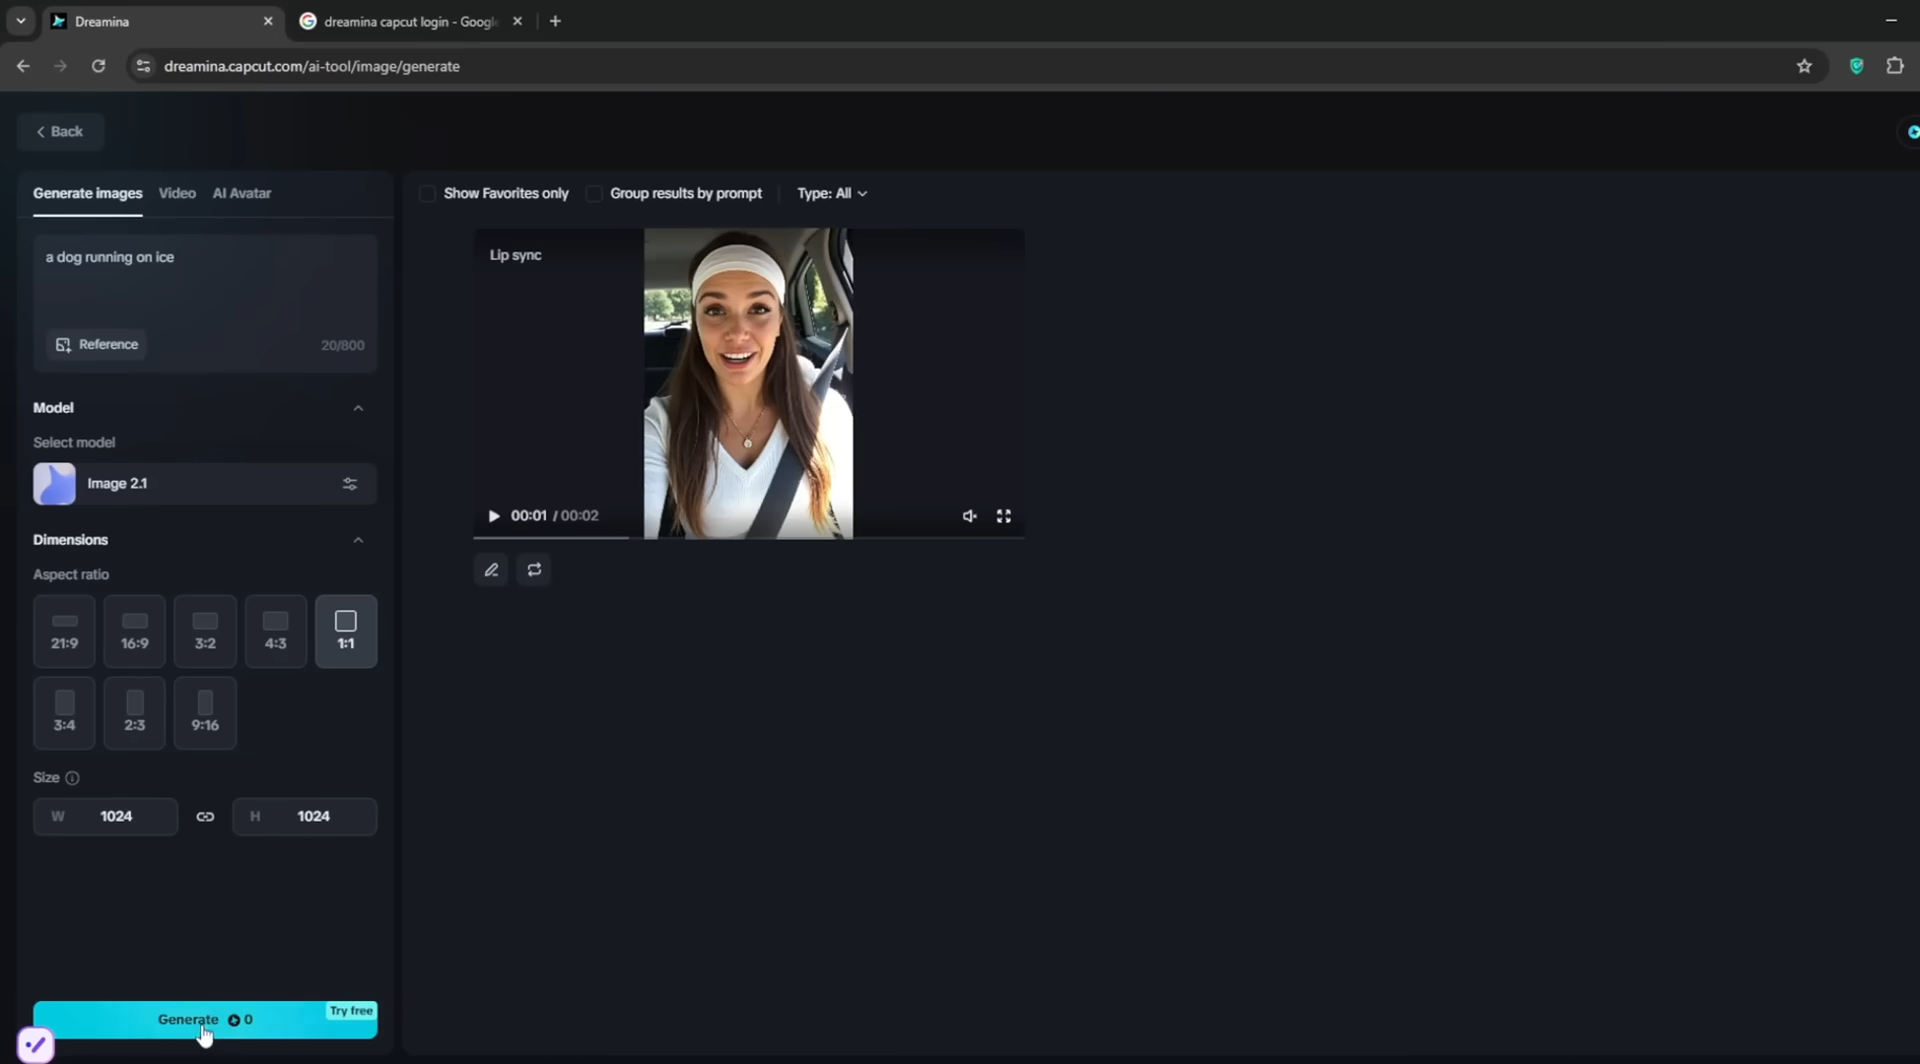 Dreamina
dreamina capcut login - Google
dreamina.capcut.com/ai-tool/image/generate
Back
Generate images Video AI Avatar
Show Favorites only Group results by prompt Type: All
a dog running on ice
Reference 20/800
Lip sync
00:01 / 00:02
Model
Select model
Image 2.1
Dimensions
Aspect ratio
21:9 16:9 3:2 4:3 1:1
3:4 2:3 9:16
Size
W 1024 H 1024
Try free
Generate 0